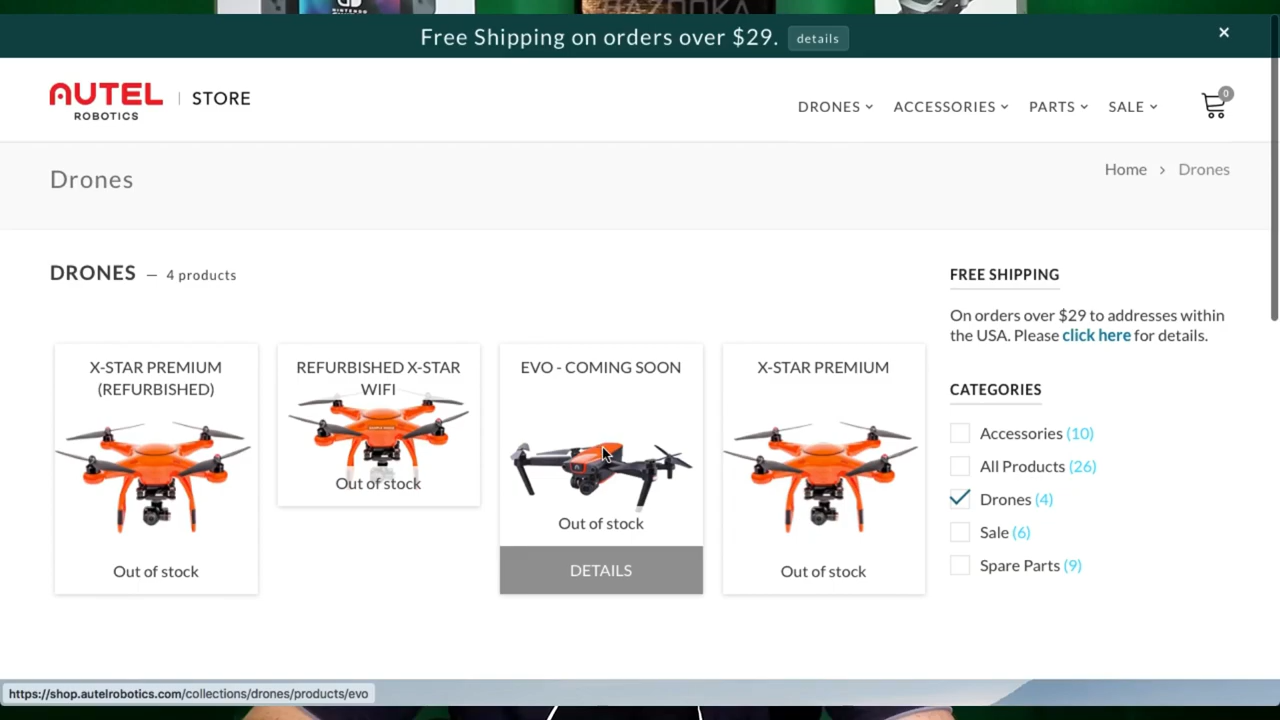 NINTENDO
BAZOOKA
Free Shipping on orders over $29. details ×
AUTEL
ROBOTICS
STORE
DRONES ACCESSORIES PARTS SALE 0
Drones
Home > Drones
DRONES — 4 products
X-STAR PREMIUM
(REFURBISHED)
Out of stock
REFURBISHED X-STAR
WIFI
Out of stock
EVO - COMING SOON
Out of stock
DETAILS
X-STAR PREMIUM
Out of stock
FREE SHIPPING
On orders over $29 to addresses within
the USA. Please click here for details.
CATEGORIES
Accessories (10)
All Products (26)
Drones (4)
Sale (6)
Spare Parts (9)
https://shop.autelrobotics.com/collections/drones/products/evo